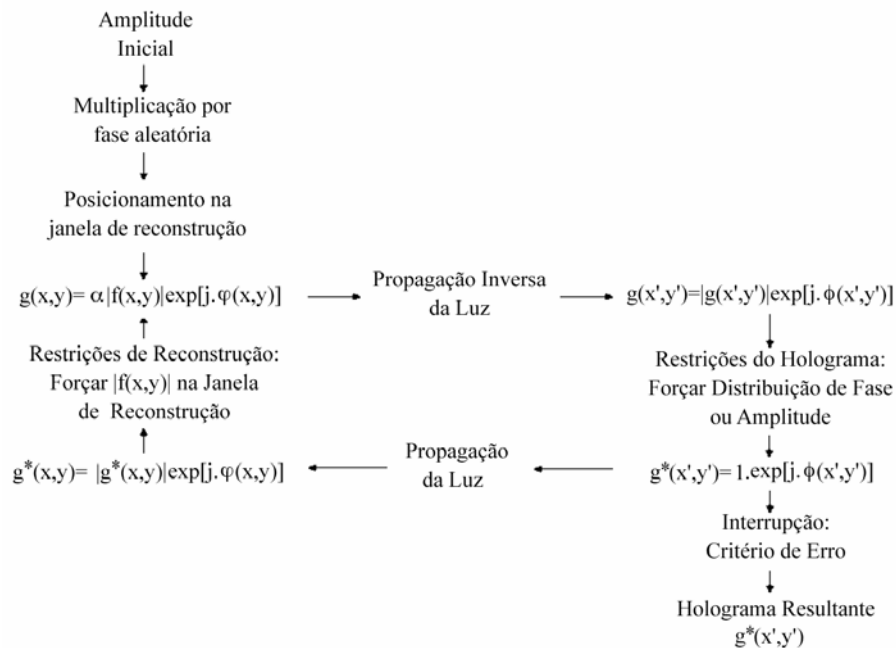 Amplitude
Inicial
Multiplicação por
fase aleatória
Posicionamento na
janela de reconstrução
g(x,y)= α|f(x,y)|exp[j.φ(x,y)]
Propagação Inversa
da Luz
g(x',y')=|g(x',y')|exp[j.ϕ(x',y')]
Restrições de Reconstrução:
Forçar |f(x,y)| na Janela
de Reconstrução
Restrições do Holograma:
Forçar Distribuição de Fase
ou Amplitude
g*(x,y)= |g*(x,y)|exp[j.φ(x,y)]
Propagação
da Luz
g*(x',y')=1.exp[j.ϕ(x',y')]
Interrupção:
Critério de Erro
Holograma Resultante
g*(x',y')